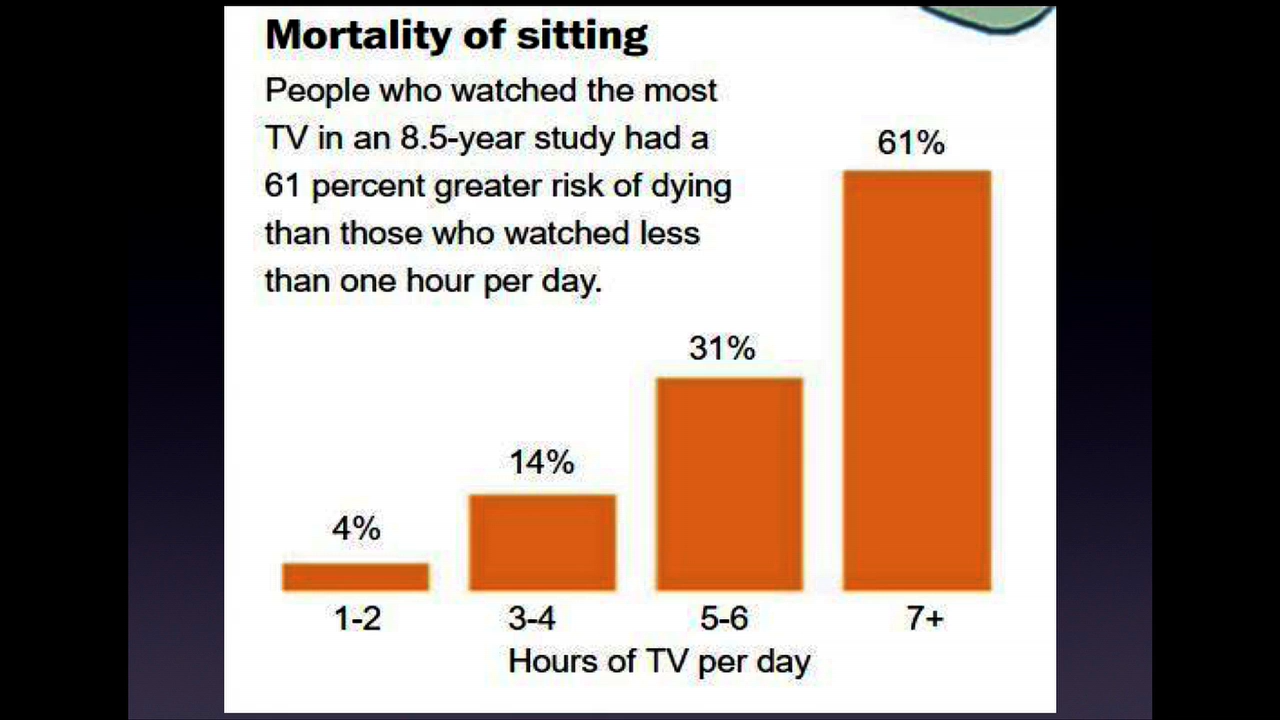 Mortality of sitting
People who watched the most
TV in an 8.5-year study had a
61 percent greater risk of dying
than those who watched less
than one hour per day.
61%
31%
14%
4%
1-2 3-4 5-6 7+
Hours of TV per day